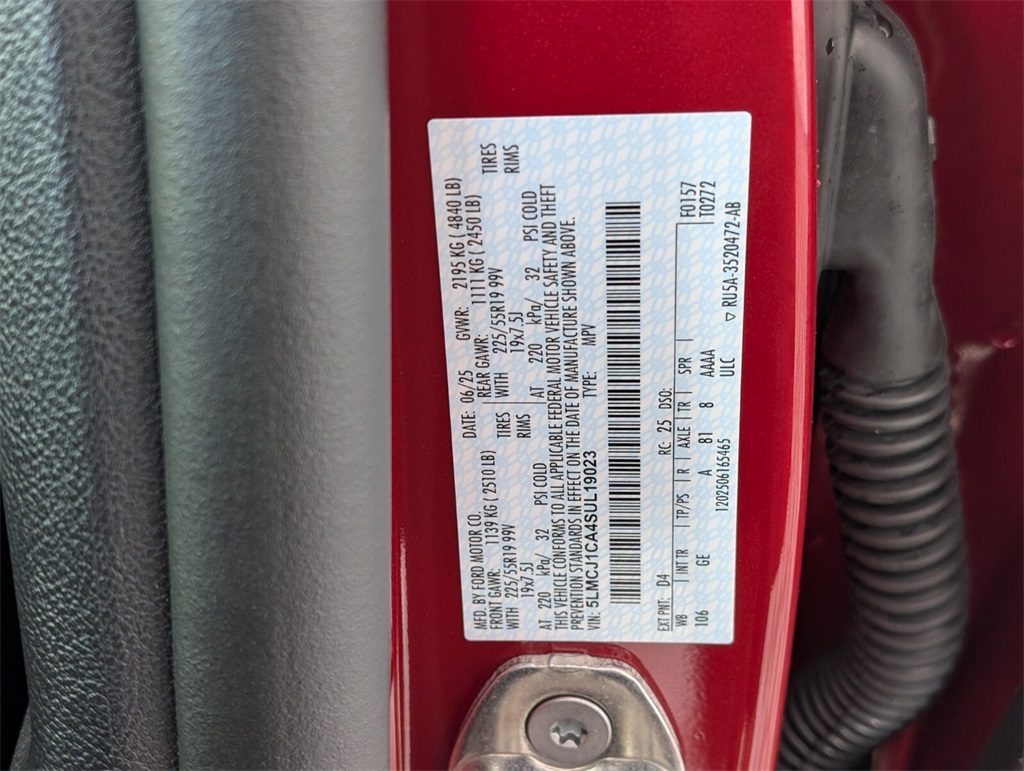 MFD. BY FORD MOTOR CO. DATE: 06/25 GVWR: 2195 KG ( 4840 LB)
FRONT GAWR: 1139 KG ( 2510 LB) REAR GAWR: 1111 KG ( 2450 LB)
WITH 225/55R19 99V TIRES WITH 225/55R19 99V TIRES
19x7.5J RIMS 19x7.5J RIMS
AT 220 kPa/ 32 PSI COLD AT 220 kPa/ 32 PSI COLD
THIS VEHICLE CONFORMS TO ALL APPLICABLE FEDERAL MOTOR VEHICLE SAFETY AND THEFT
PREVENTION STANDARDS IN EFFECT ON THE DATE OF MANUFACTURE SHOWN ABOVE.
VIN: 5LMCJ1CA4SUL19023 TYPE: MPV
EXT PNT: D4 RC: 25 DSO: F0157
WB INT TR TP/PS R AXLE TR SPR T0272
106 GE A 81 8 AAAA
1202506165465 ULC ▽ RU5A-3520472-AB